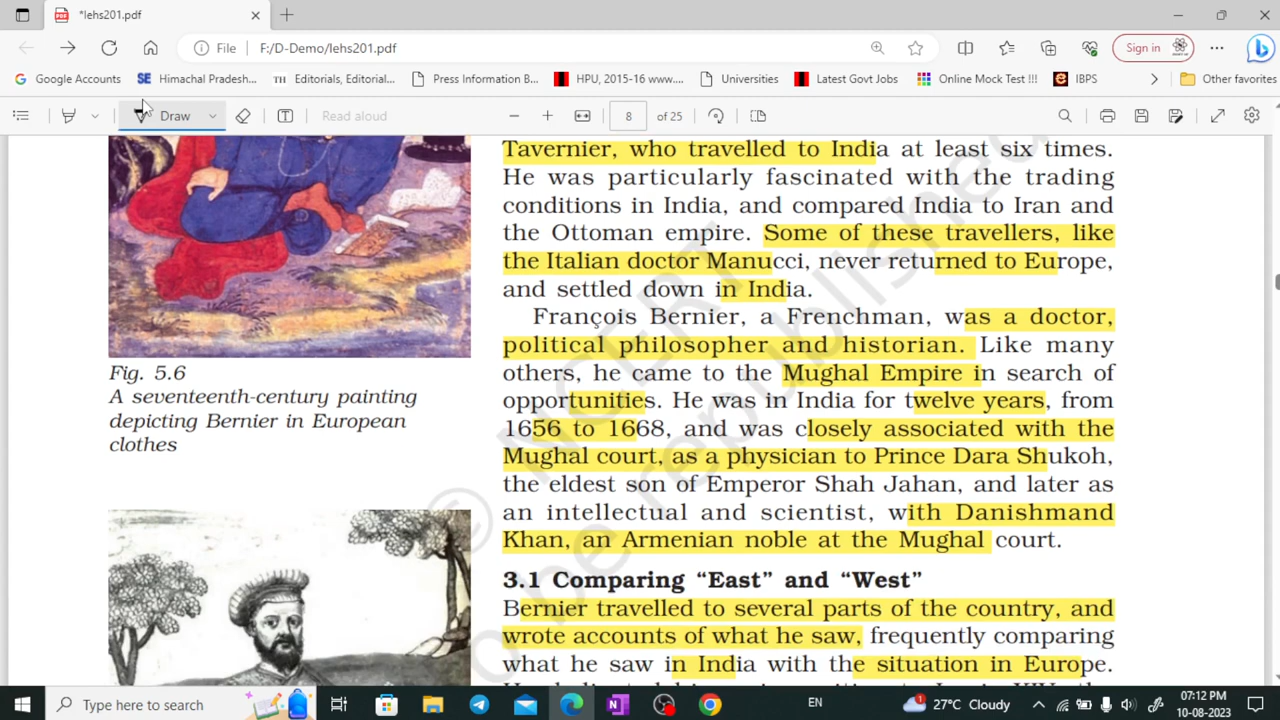 *lehs201.pdf
File
F:/D-Demo/lehs201.pdf
Sign in
Google Accounts
Himachal Pradesh...
Editorials, Editorial...
Press Information B...
HPU, 2015-16 www....
Universities
Latest Govt Jobs
Online Mock Test !!!
IBPS
Other favorites
Draw
Read aloud
8
of 25
Tavernier, who travelled to India at least six times.
He was particularly fascinated with the trading
conditions in India, and compared India to Iran and
the Ottoman empire. Some of these travellers, like
the Italian doctor Manucci, never returned to Europe,
and settled down in India.
François Bernier, a Frenchman, was a doctor,
political philosopher and historian. Like many
others, he came to the Mughal Empire in search of
opportunities. He was in India for twelve years, from
1656 to 1668, and was closely associated with the
Mughal court, as a physician to Prince Dara Shukoh,
the eldest son of Emperor Shah Jahan, and later as
an intellectual and scientist, with Danishmand
Khan, an Armenian noble at the Mughal court.
3.1 Comparing “East” and “West”
Bernier travelled to several parts of the country, and
wrote accounts of what he saw, frequently comparing
what he saw in India with the situation in Europe.
Fig. 5.6
A seventeenth-century painting
depicting Bernier in European
clothes
© NCERT
o be republished
Type here to search
EN
27°C Cloudy
07:12 PM
10-08-2023